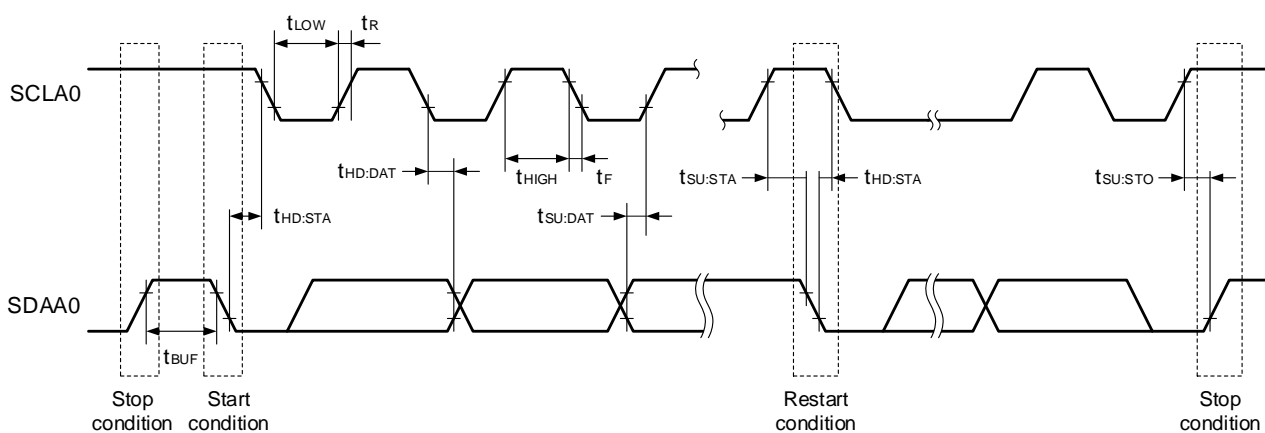 tLOW tR
SCLA0
tHD:DAT tHIGH tF tSU:STA tHD:STA tSU:STO
tHD:STA tSU:DAT
SDAA0
tBUF
Stop condition
Start condition
Restart condition
Stop condition